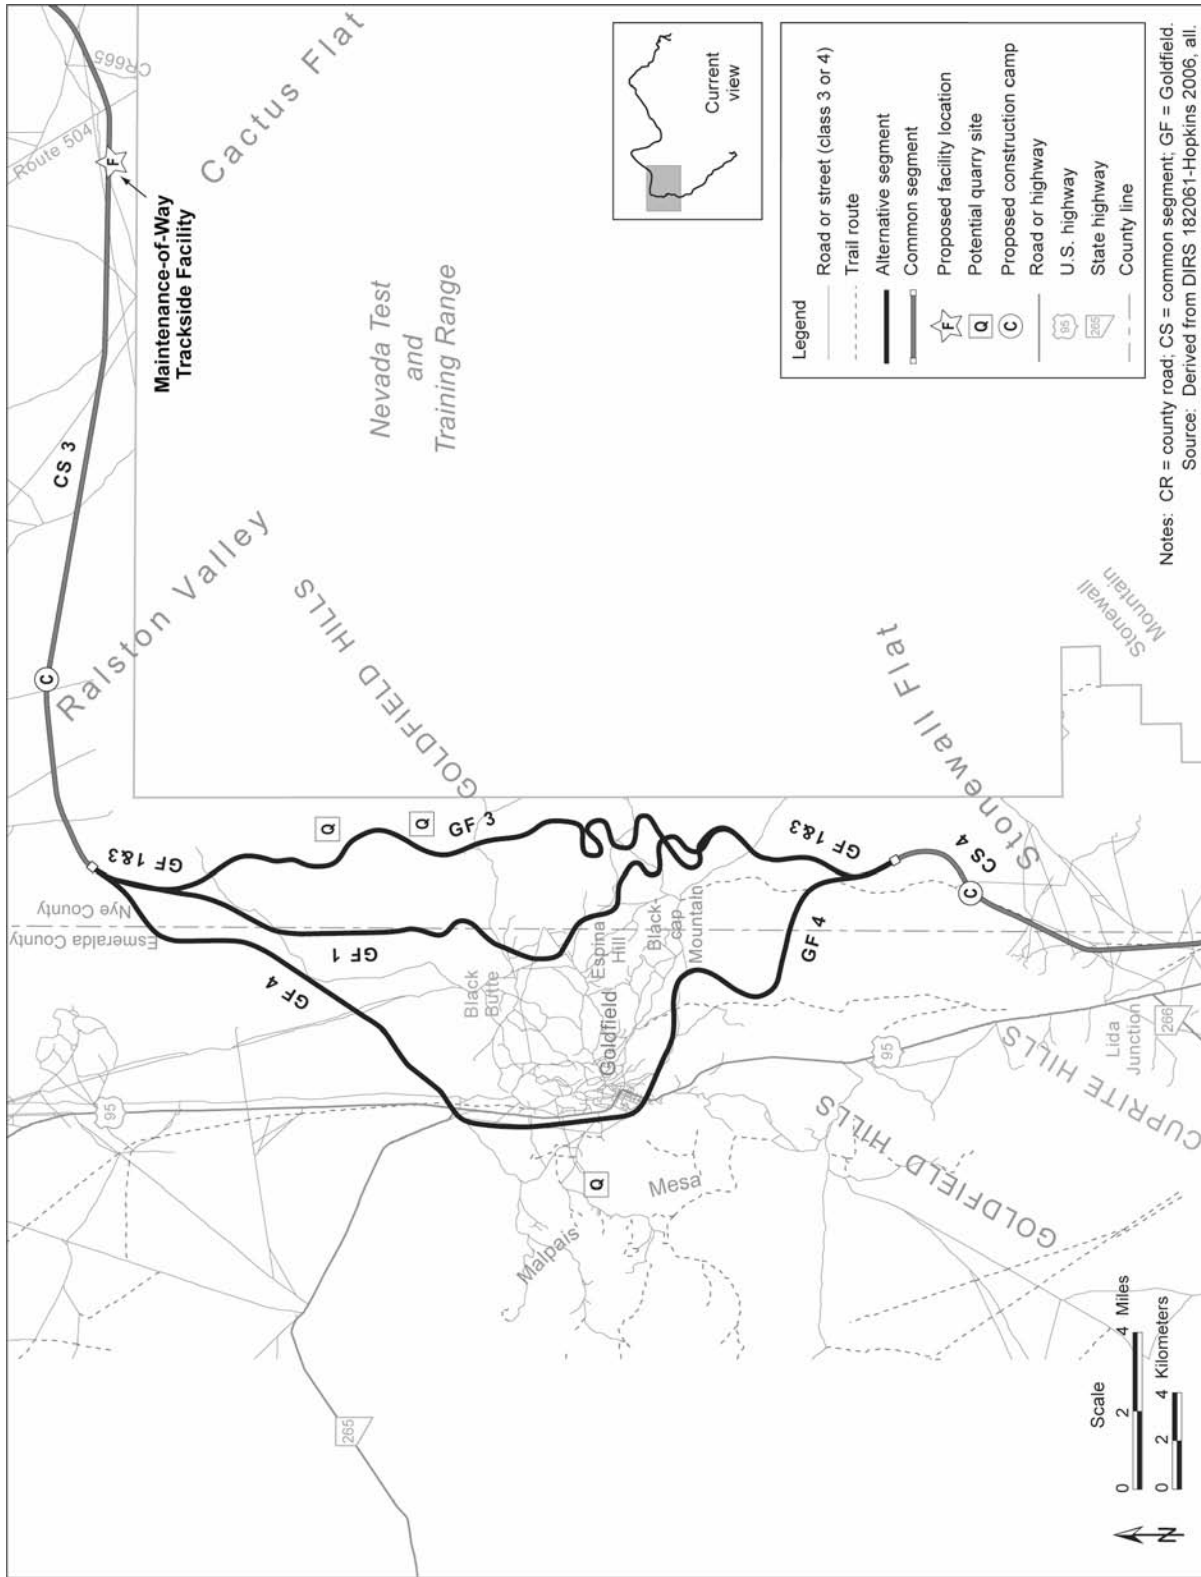 Route 504
CR665
F
Maintenance-of-Way
Trackside Facility
Cactus Flat
CS 3
Nevada Test
and
Training Range
Ralston Valley
C
GF 1&3
Nye County
Esmeralda County
GOLDFIELD HILLS
Q
Q
GF 3
GF 1
GF 4
95
Black
Butte
Goldfield
Espina
Hill
Black-
cap
Mountain
Q
Malpais
Mesa
265
GF 4
GF 1&3
CS 4
C
Stonewall Flat
Stonewall
Mountain
95
GOLDFIELD HILLS
CUPRITE HILLS
Lida
Junction
266
Current
view
Legend
Road or street (class 3 or 4)
Trail route
Alternative segment
Common segment
F Proposed facility location
Q Potential quarry site
C Proposed construction camp
Road or highway
95 U.S. highway
265 State highway
County line
Scale
0 2 4 Miles
0 2 4 Kilometers
N
Notes: CR = county road; CS = common segment; GF = Goldfield.
Source: Derived from DIRS 182061-Hopkins 2006, all.